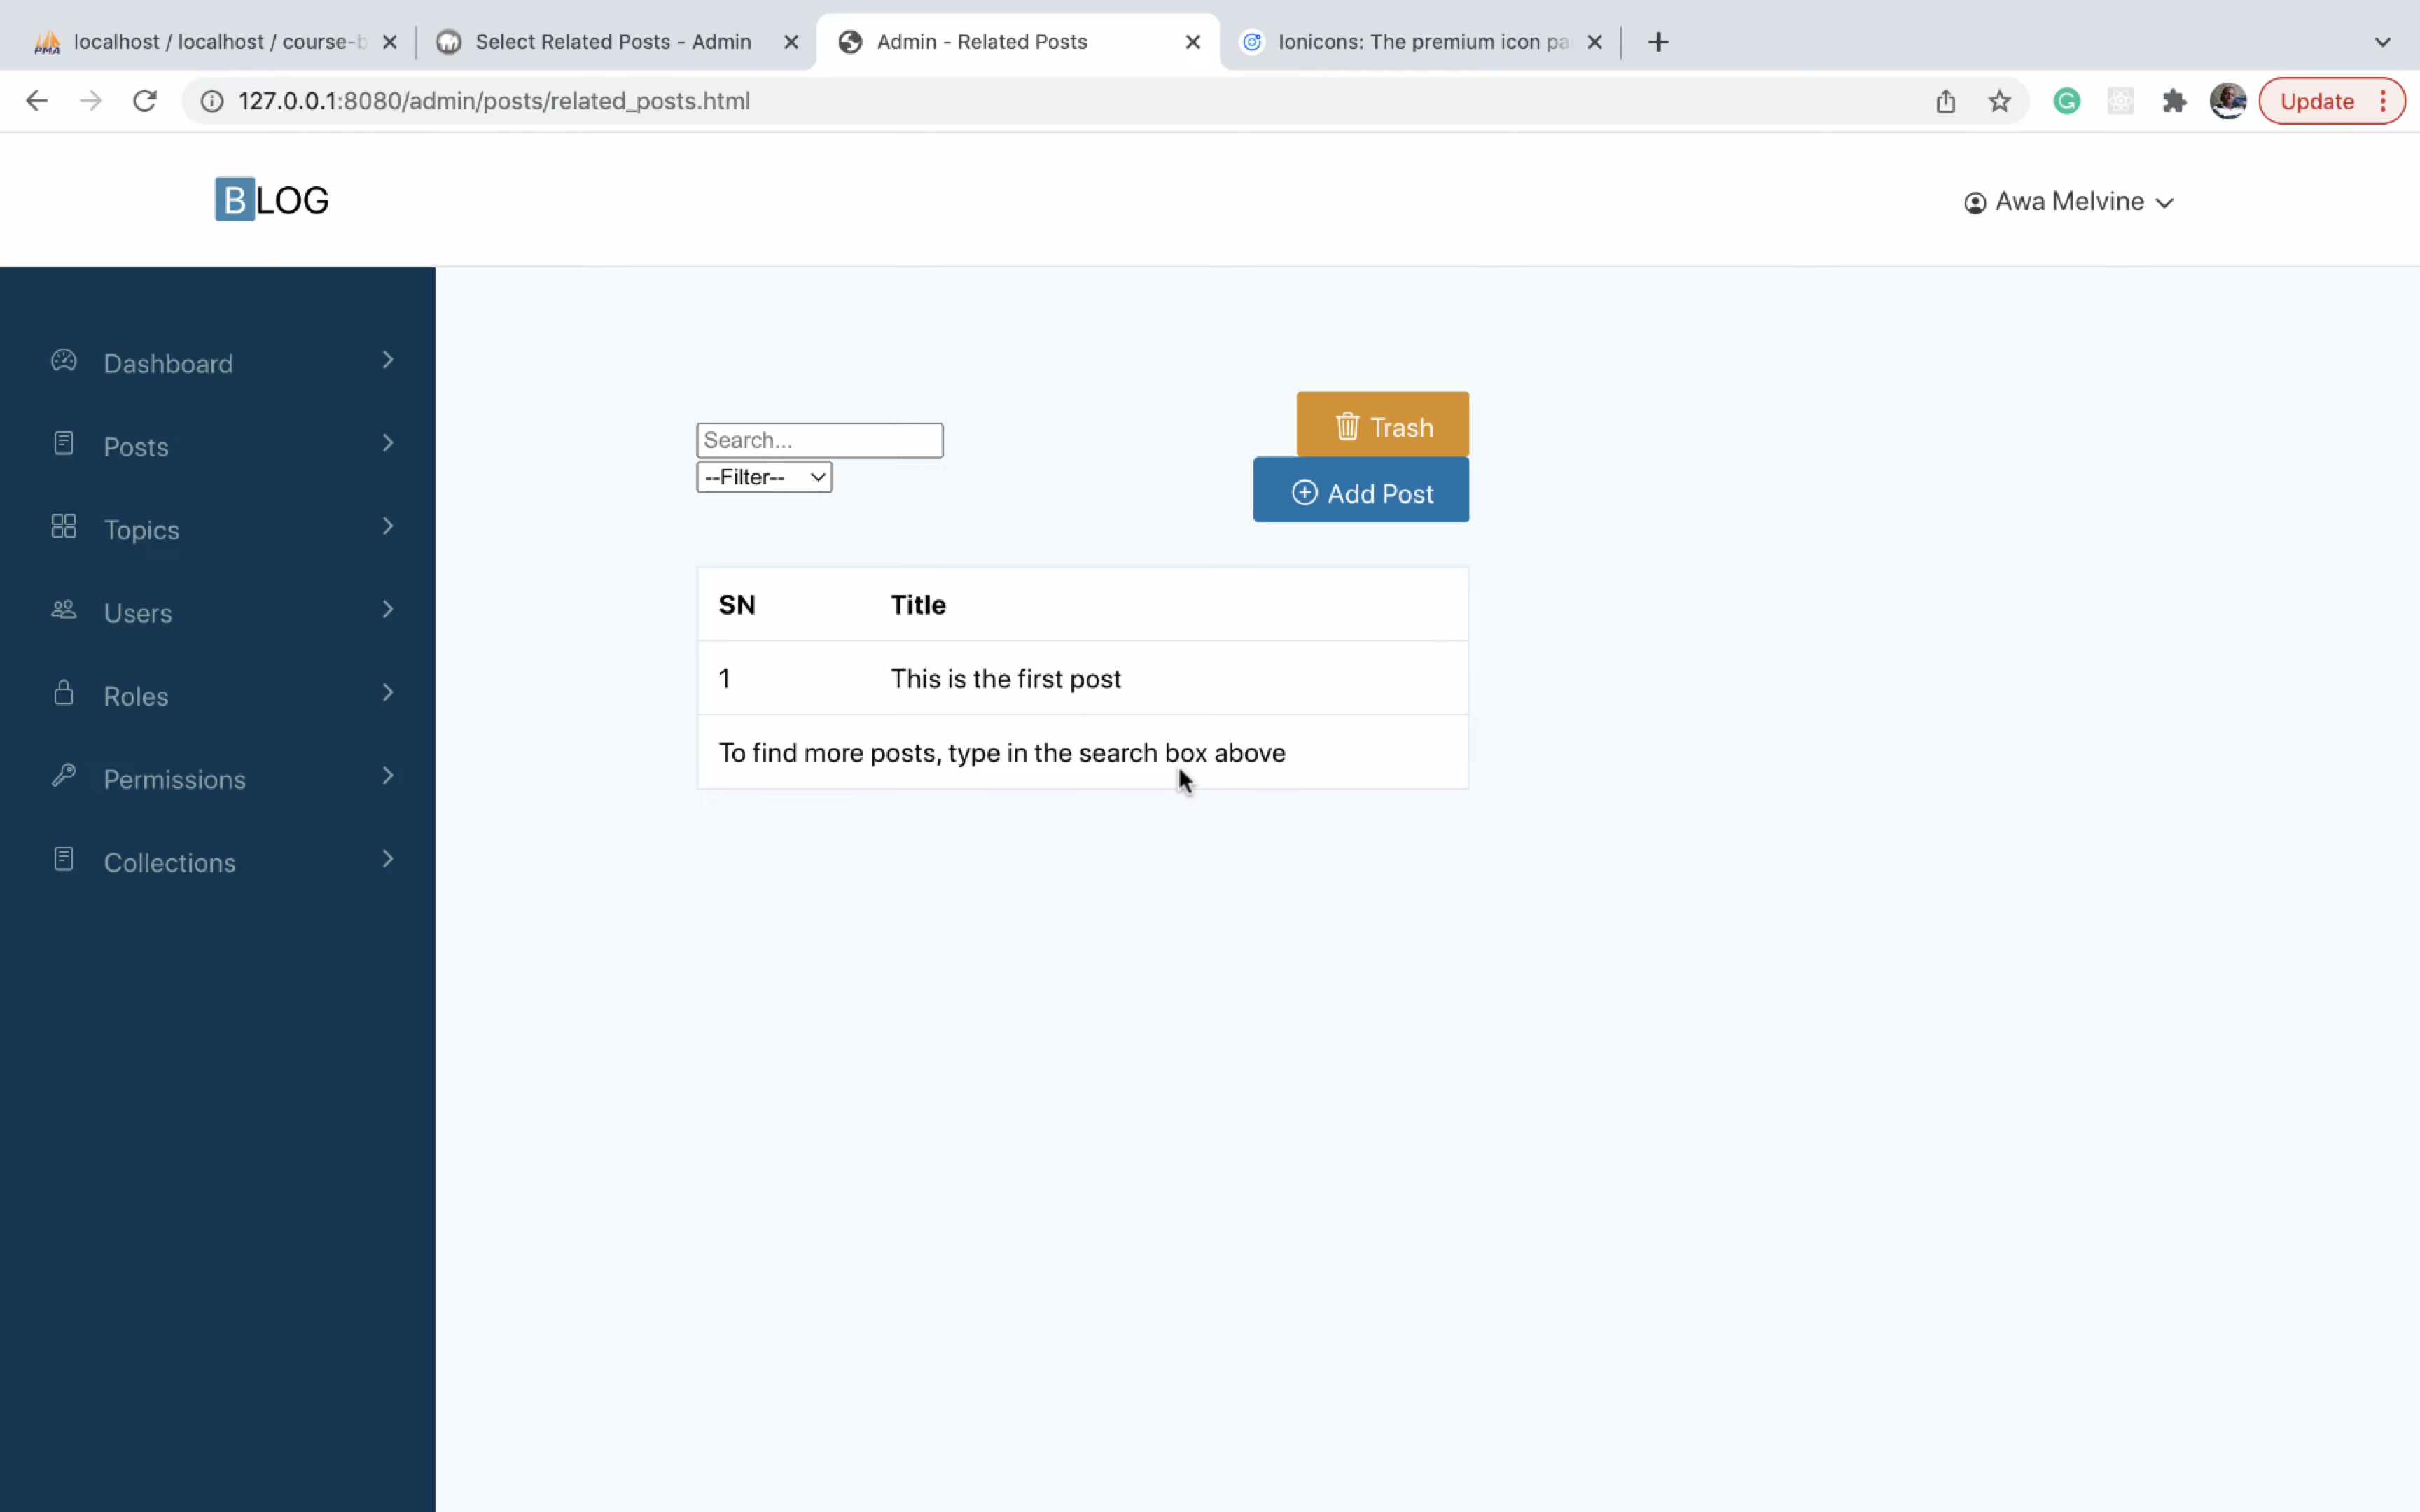 localhost / localhost / course-b
Select Related Posts - Admin
Admin - Related Posts
Ionicons: The premium icon pa
127.0.0.1:8080/admin/posts/related_posts.html
Update
BLOG
Awa Melvine
Dashboard
Posts
Topics
Users
Roles
Permissions
Collections
Search...
--Filter--
Trash
Add Post
SN Title
1 This is the first post
To find more posts, type in the search box above